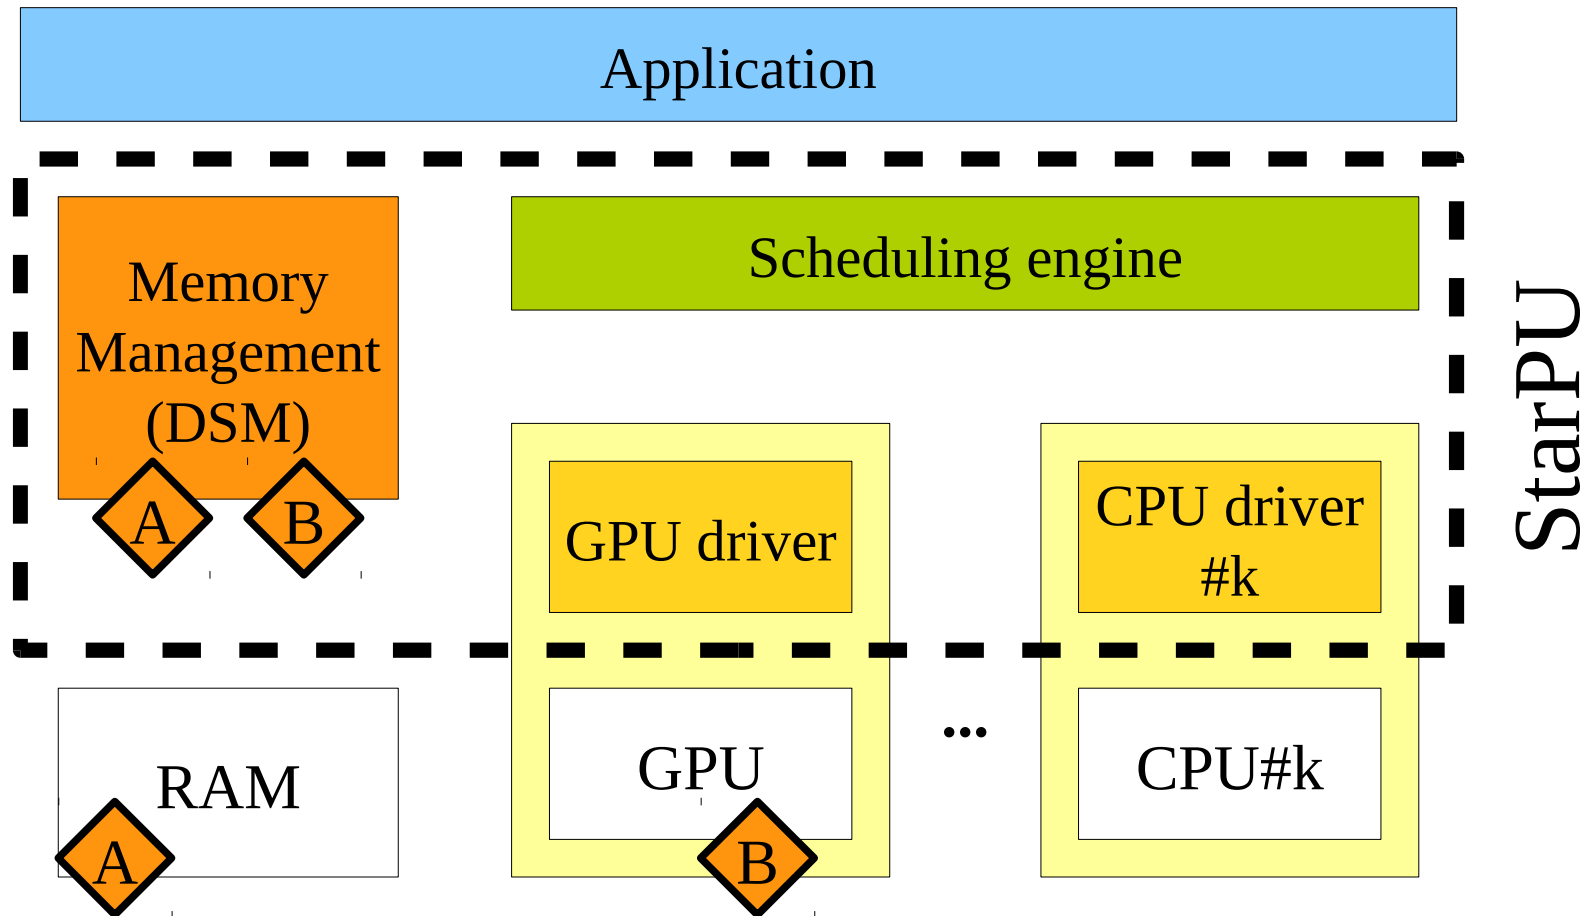 Application
Memory
Management
(DSM)
A
B
Scheduling engine
GPU driver
CPU driver
#k
StarPU
RAM
A
GPU
B
...
CPU#k